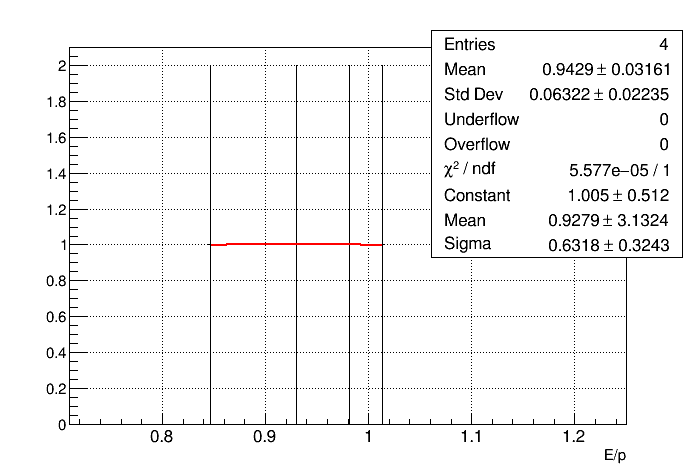 Entries 4
Mean 0.9429 ± 0.03161
Std Dev 0.06322 ± 0.02235
Underflow 0
Overflow 0
χ² / ndf 5.577e−05 / 1
Constant 1.005 ± 0.512
Mean 0.9279 ± 3.1324
Sigma 0.6318 ± 0.3243
2
1.8
1.6
1.4
1.2
1
0.8
0.6
0.4
0.2
0
0.8 0.9 1 1.1 1.2
E/p